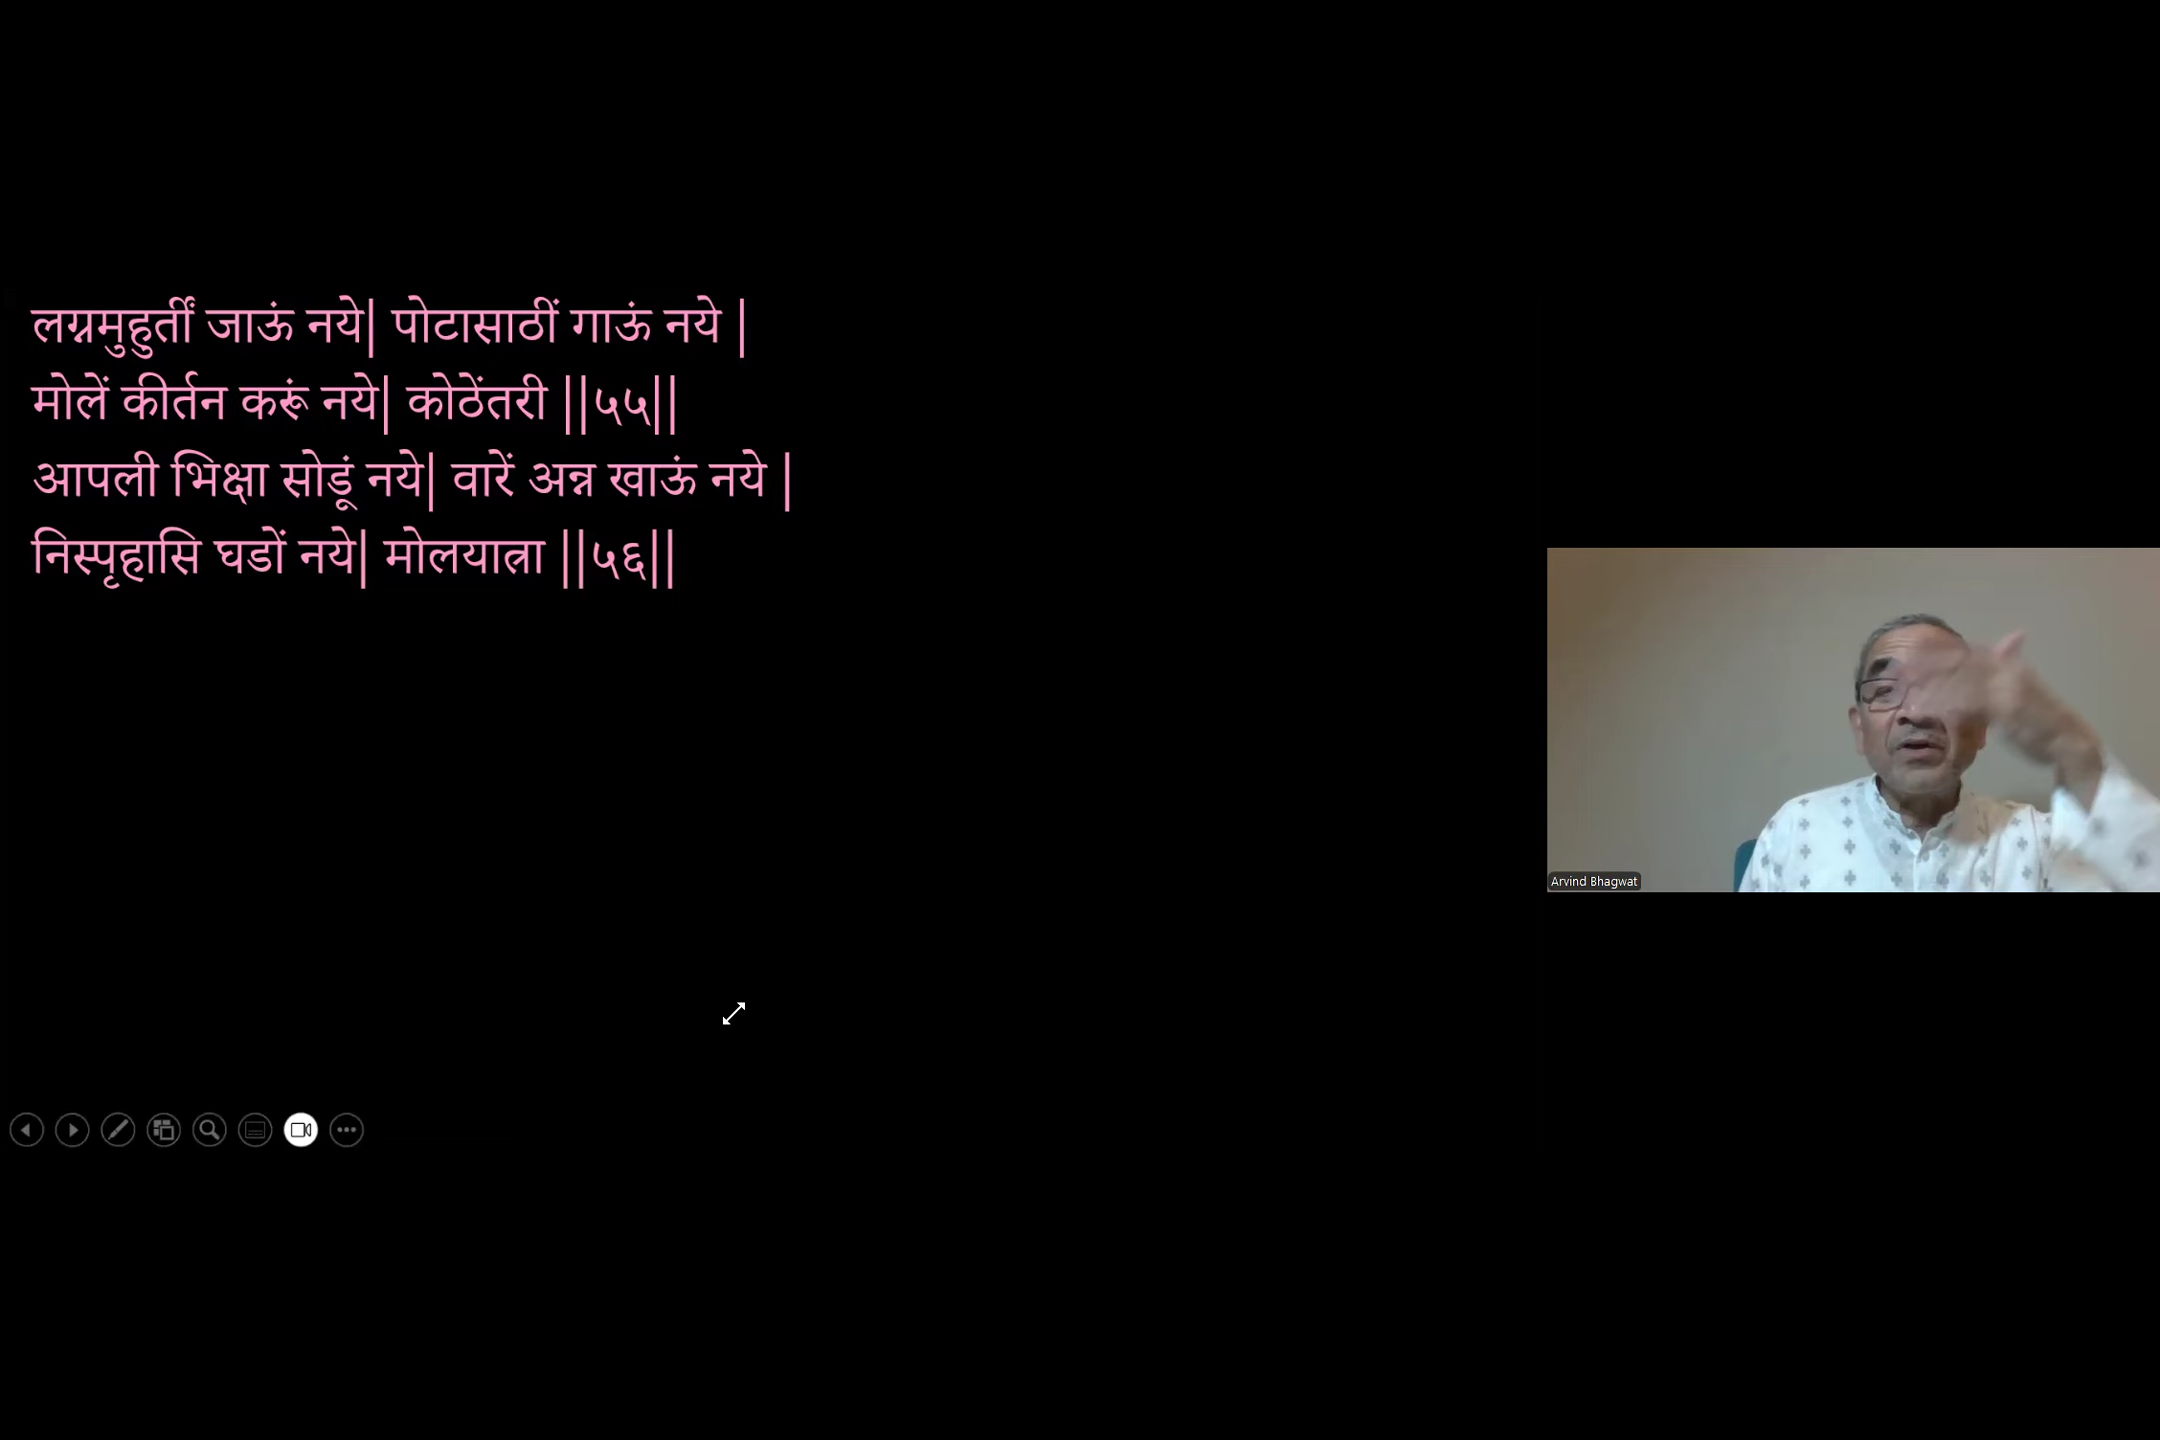 लग्नमुहुर्तीं जाऊं नये| पोटासाठीं गाऊं नये |
मोलें कीर्तन करूं नये| कोठेंतरी ||५५||
आपली भिक्षा सोडूं नये| वारें अन्न खाऊं नये |
निस्पृहासि घडों नये| मोलयात्रा ||५६||
Arvind Bhagwat